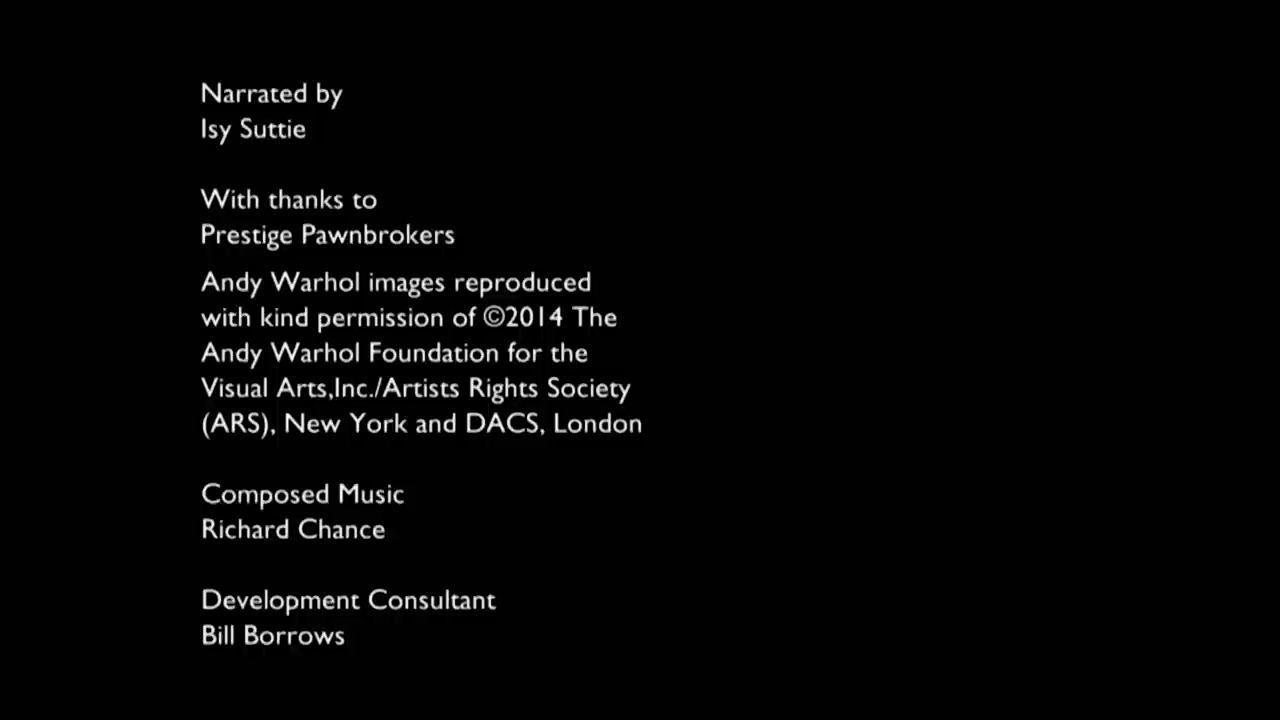 Narrated by
Isy Suttie
With thanks to
Prestige Pawnbrokers
Andy Warhol images reproduced
with kind permission of ©2014 The
Andy Warhol Foundation for the
Visual Arts,Inc./Artists Rights Society
(ARS), New York and DACS, London
Composed Music
Richard Chance
Development Consultant
Bill Borrows